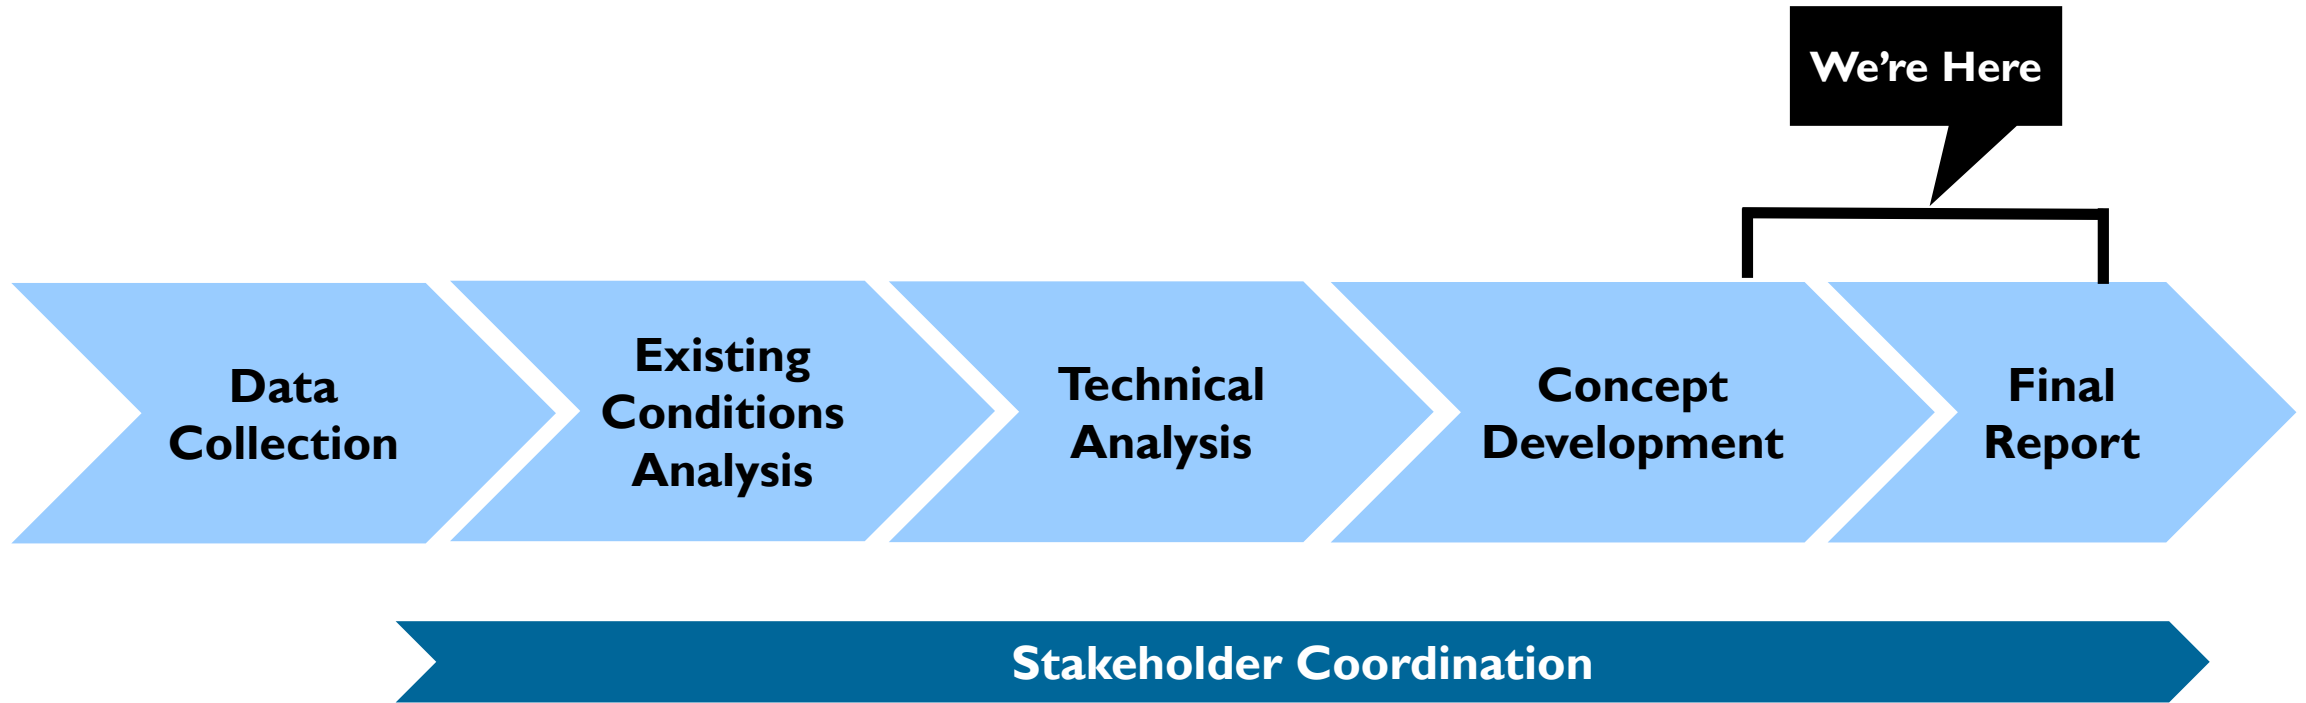 We’re Here
Data
Collection
Existing
Conditions
Analysis
Technical
Analysis
Concept
Development
Final
Report
Stakeholder Coordination